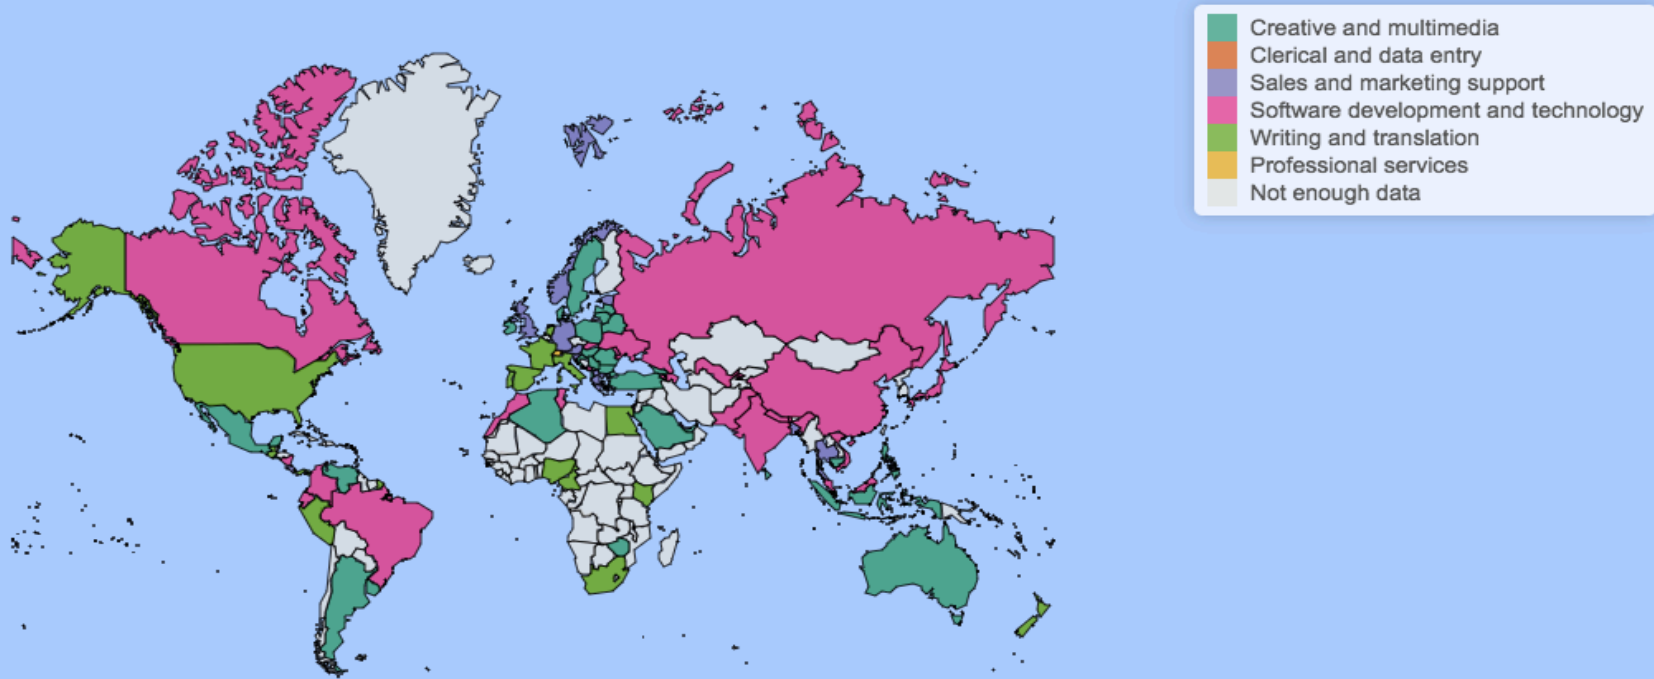 Creative and multimedia
Clerical and data entry
Sales and marketing support
Software development and technology
Writing and translation
Professional services
Not enough data